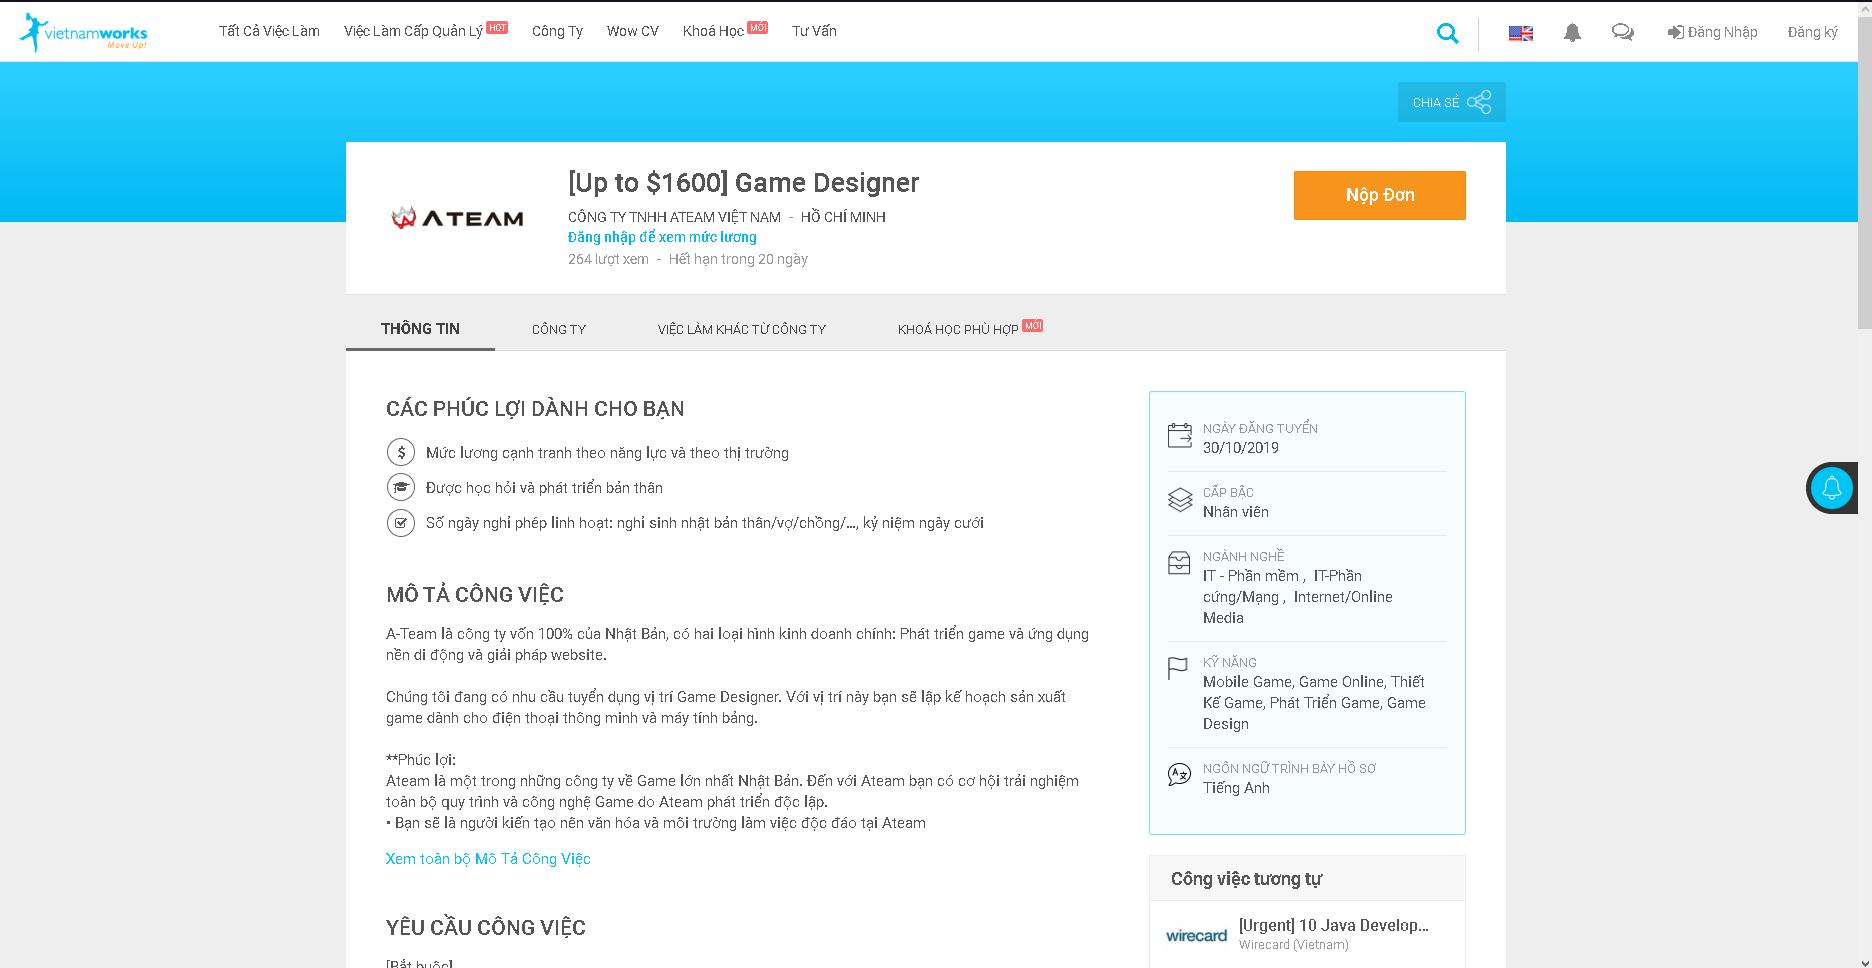 vietnamworks
Move Up!
Tất Cả Việc Làm
Việc Làm Cấp Quản Lý HOT
Công Ty
Wow CV
Khoá Học MỚI
Tư Vấn
Đăng Nhập
Đăng ký
CHIA SẺ
ATEAM
[Up to $1600] Game Designer
CÔNG TY TNHH ATEAM VIỆT NAM - HỒ CHÍ MINH
Đăng nhập để xem mức lương
264 lượt xem - Hết hạn trong 20 ngày
Nộp Đơn
THÔNG TIN
CÔNG TY
VIỆC LÀM KHÁC TỪ CÔNG TY
KHOÁ HỌC PHÙ HỢP MỚI
CÁC PHÚC LỢI DÀNH CHO BẠN
Mức lương cạnh tranh theo năng lực và theo thị trường
Được học hỏi và phát triển bản thân
Số ngày nghỉ phép linh hoạt: nghỉ sinh nhật bản thân/vợ/chồng/..., kỷ niệm ngày cưới
MÔ TẢ CÔNG VIỆC
A-Team là công ty vốn 100% của Nhật Bản, có hai loại hình kinh doanh chính: Phát triển game và ứng dụng
nền di động và giải pháp website.
Chúng tôi đang có nhu cầu tuyển dụng vị trí Game Designer. Với vị trí này bạn sẽ lập kế hoạch sản xuất
game dành cho điện thoại thông minh và máy tính bảng.
**Phúc lợi:
Ateam là một trong những công ty về Game lớn nhất Nhật Bản. Đến với Ateam bạn có cơ hội trải nghiệm
toàn bộ quy trình và công nghệ Game do Ateam phát triển độc lập.
• Bạn sẽ là người kiến tạo nên văn hóa và môi trường làm việc độc đáo tại Ateam
Xem toàn bộ Mô Tả Công Việc
YÊU CẦU CÔNG VIỆC
[Bắt buộc]
NGÀY ĐĂNG TUYỂN
30/10/2019
CẤP BẬC
Nhân viên
NGÀNH NGHỀ
IT - Phần mềm , IT-Phần
cứng/Mạng , Internet/Online
Media
KỸ NĂNG
Mobile Game, Game Online, Thiết
Kế Game, Phát Triển Game, Game
Design
NGÔN NGỮ TRÌNH BÀY HỒ SƠ
Tiếng Anh
Công việc tương tự
wirecard
[Urgent] 10 Java Develop...
Wirecard (Vietnam)